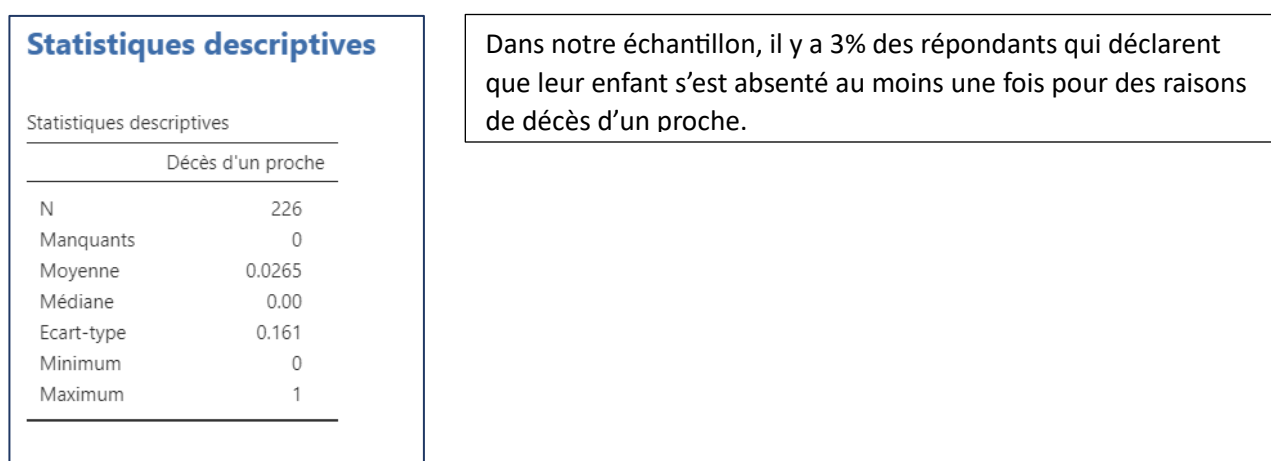 Statistiques descriptives
Statistiques descriptives
Décès d'un proche
N 226
Manquants 0
Moyenne 0.0265
Médiane 0.00
Ecart-type 0.161
Minimum 0
Maximum 1
Dans notre échantillon, il y a 3% des répondants qui déclarent
que leur enfant s'est absenté au moins une fois pour des raisons
de décès d'un proche.